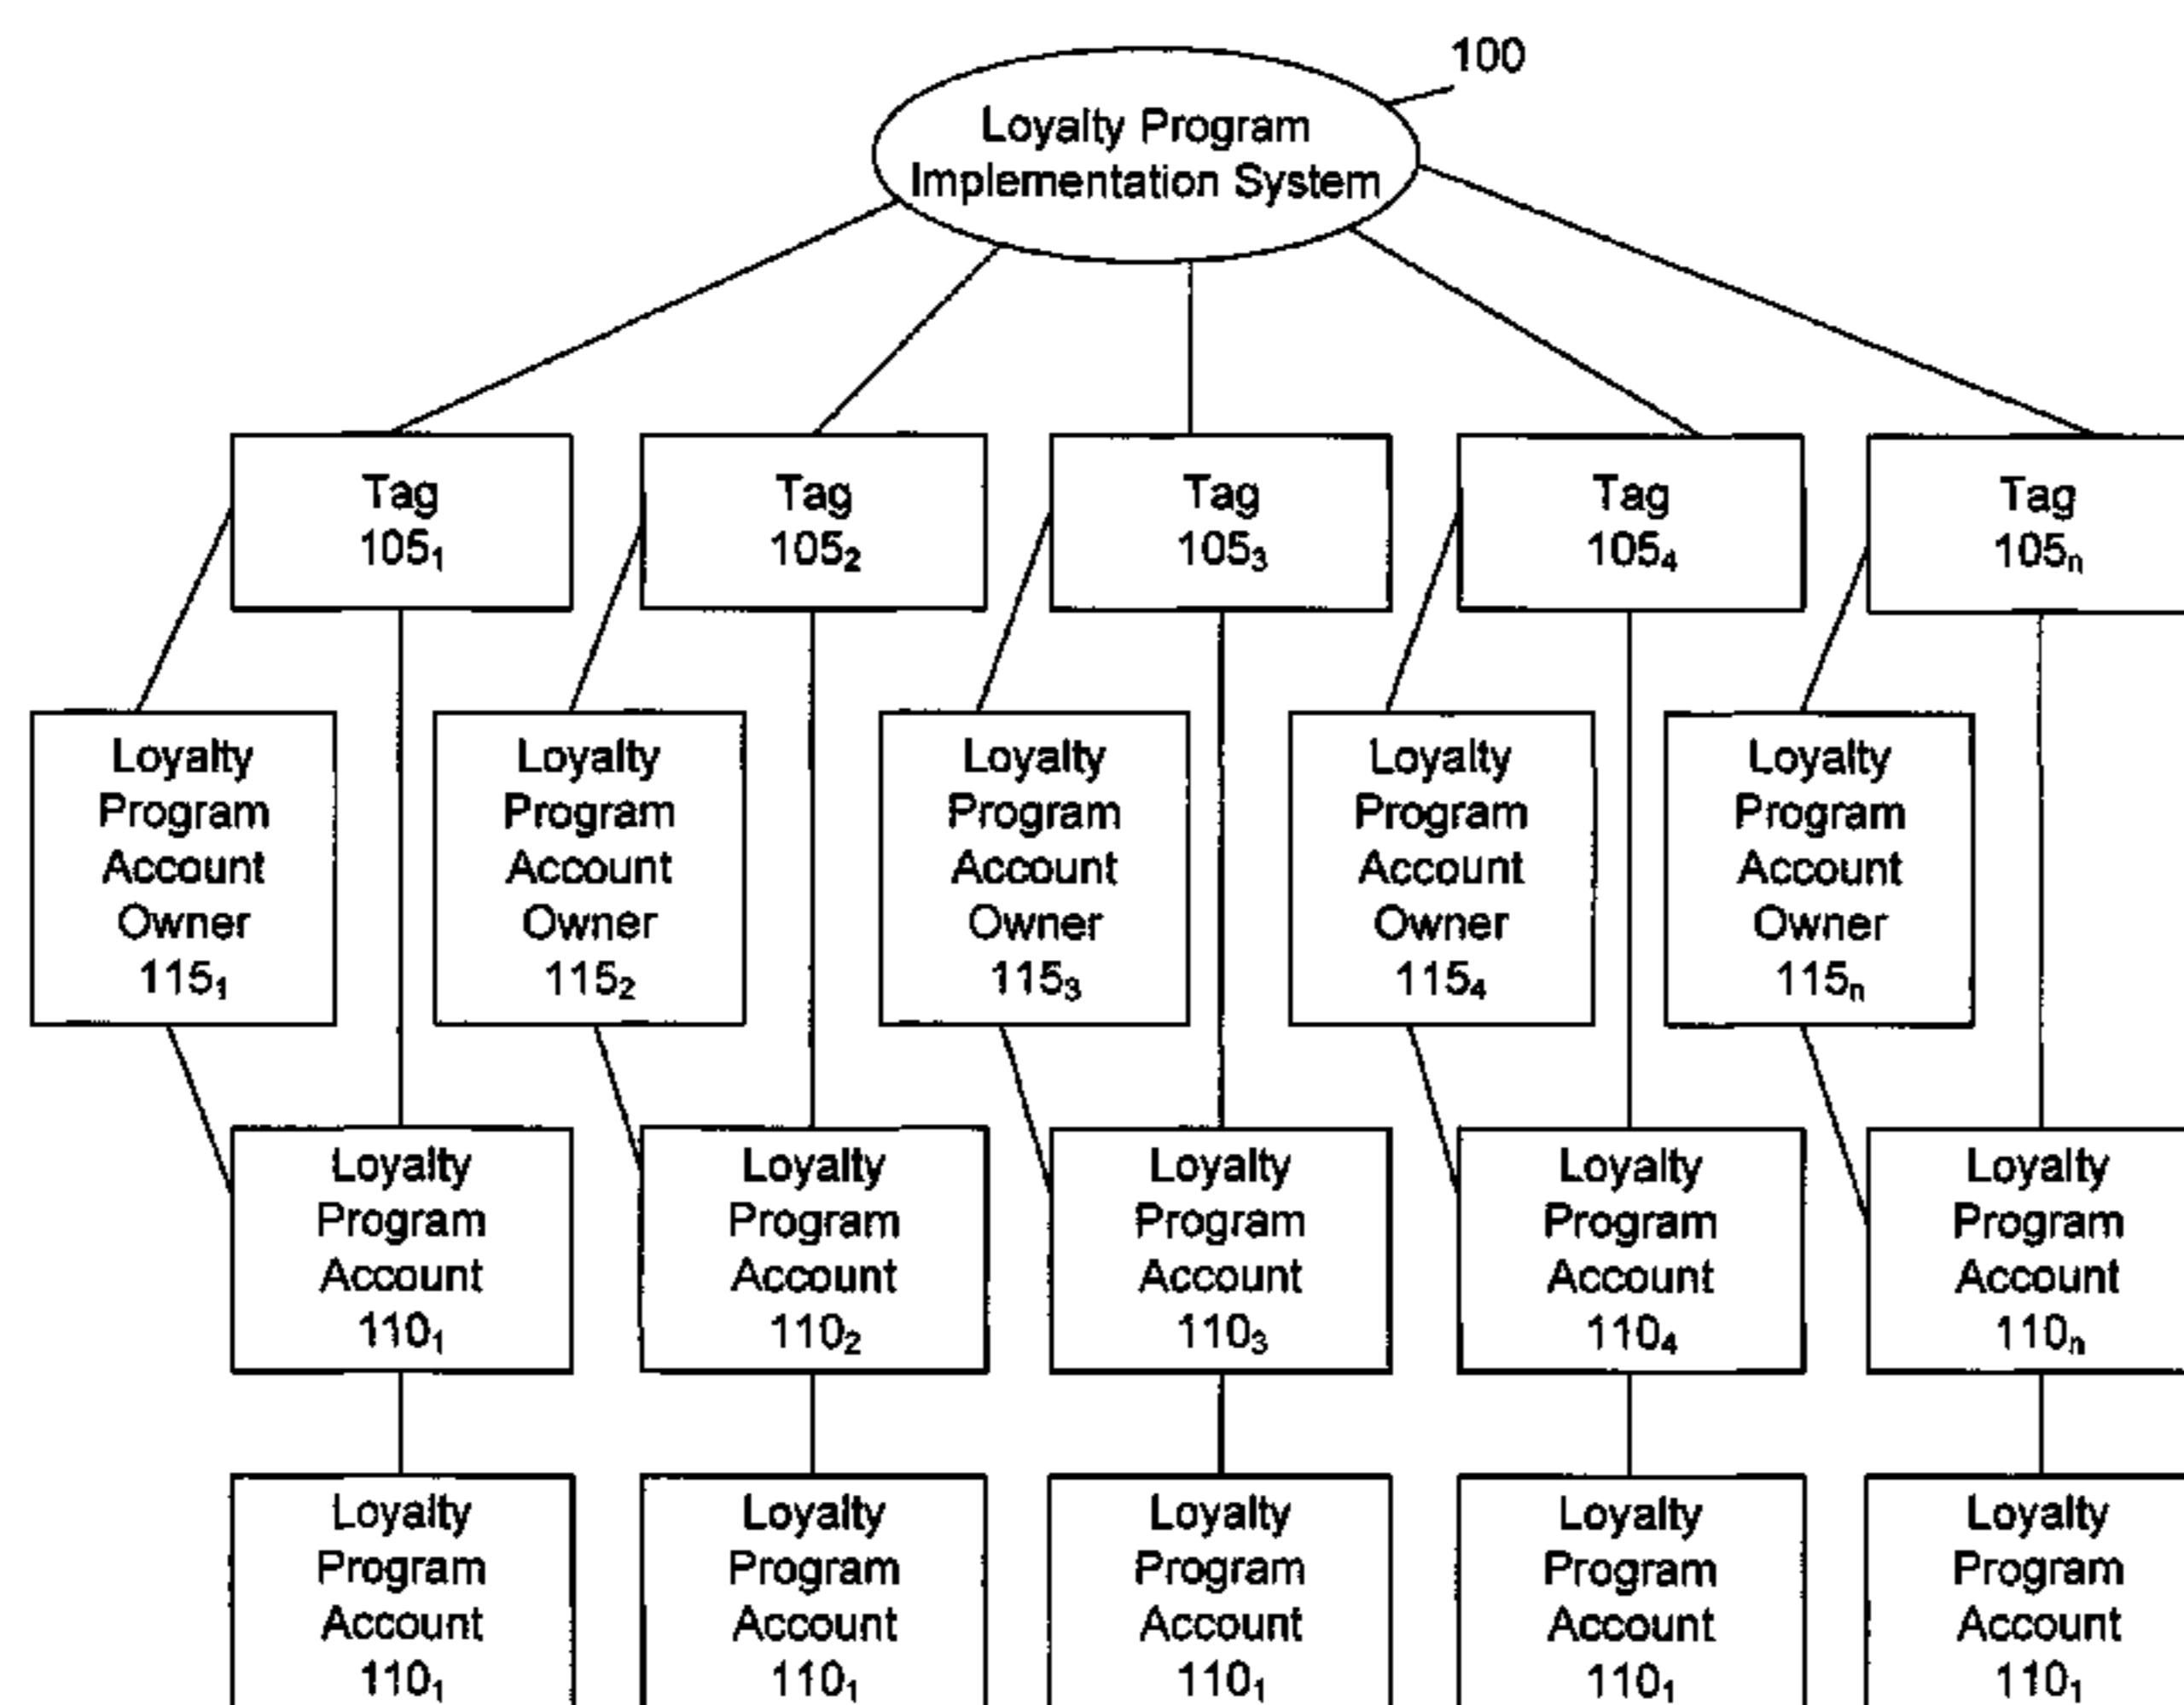 100
Loyalty Program
Implementation System
Tag
105₁
Tag
105₂
Tag
105₃
Tag
105₄
Tag
105ₙ
Loyalty
Program
Account
Owner
115₁
Loyalty
Program
Account
Owner
115₂
Loyalty
Program
Account
Owner
115₃
Loyalty
Program
Account
Owner
115₄
Loyalty
Program
Account
Owner
115ₙ
Loyalty
Program
Account
110₁
Loyalty
Program
Account
110₂
Loyalty
Program
Account
110₃
Loyalty
Program
Account
110₄
Loyalty
Program
Account
110ₙ
Loyalty
Program
Account
110₁
Loyalty
Program
Account
110₁
Loyalty
Program
Account
110₁
Loyalty
Program
Account
110₁
Loyalty
Program
Account
110₁